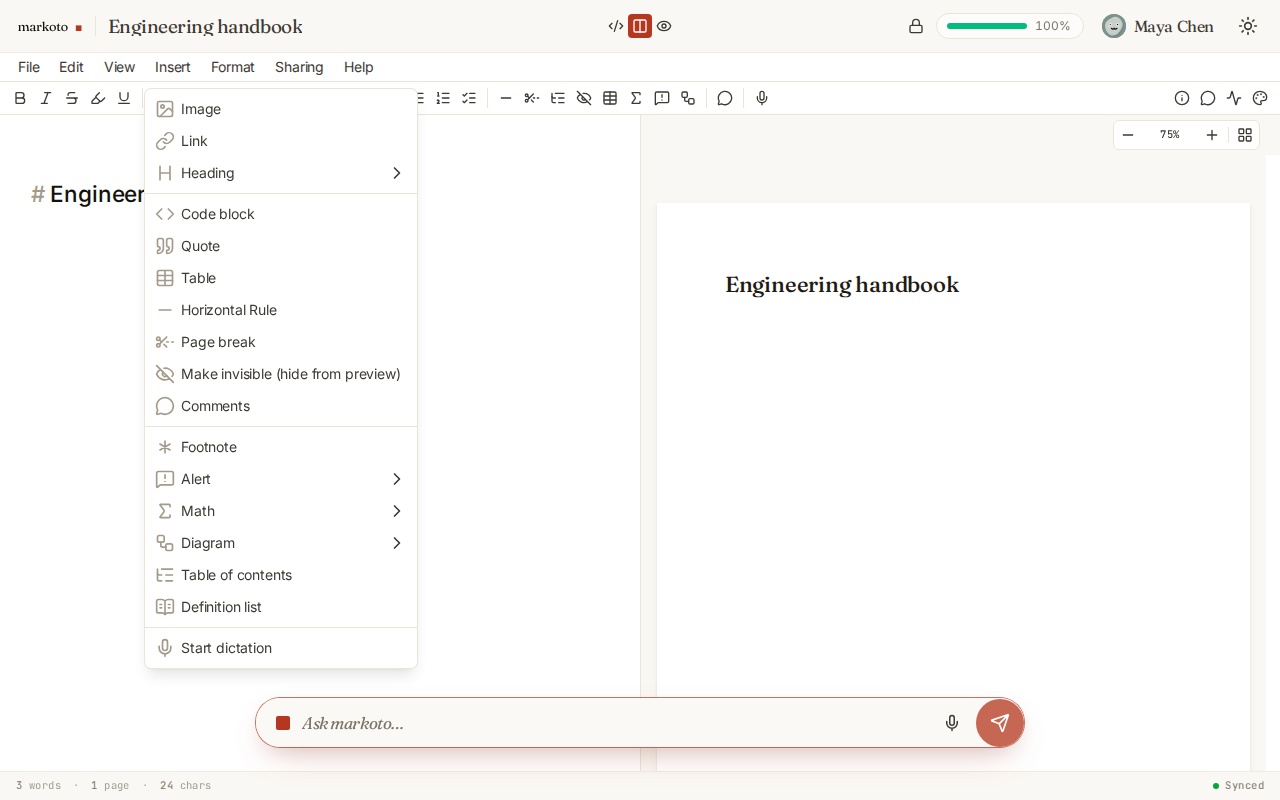 markoto
Engineering handbook
100%
Maya Chen
File Edit View Insert Format Sharing Help
75%
# Engineer
Image
Link
Heading
Code block
Quote
Table
Horizontal Rule
Page break
Make invisible (hide from preview)
Comments
Footnote
Alert
Math
Diagram
Table of contents
Definition list
Start dictation
Engineering handbook
Ask markoto...
3 words · 1 page · 24 chars
Synced